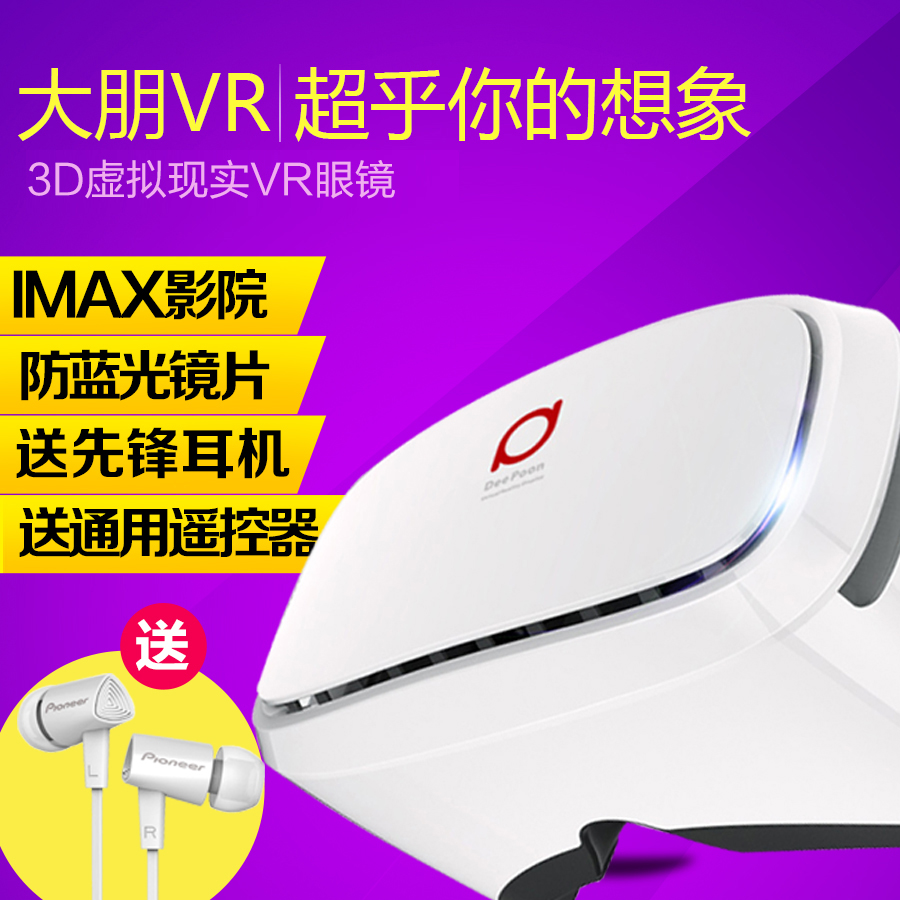 大朋VR|超乎你的想象
3D虚拟现实VR眼镜
IMAX影院
防蓝光镜片
送先锋耳机
送通用遥控器
Dee Poon
送
Pioneer
Pioneer
L
R